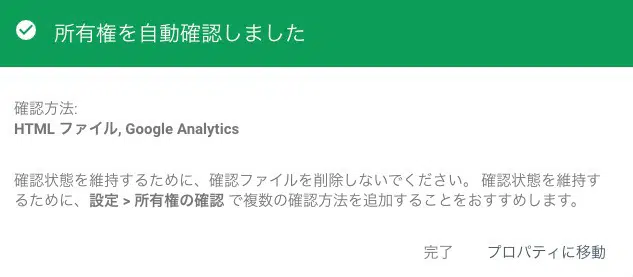 所有権を自動確認しました
確認方法:
HTML ファイル, Google Analytics
確認状態を維持するために、確認ファイルを削除しないでください。 確認状態を維持す
るために、設定 > 所有権の確認 で複数の確認方法を追加することをおすすめします。
完了 プロパティに移動